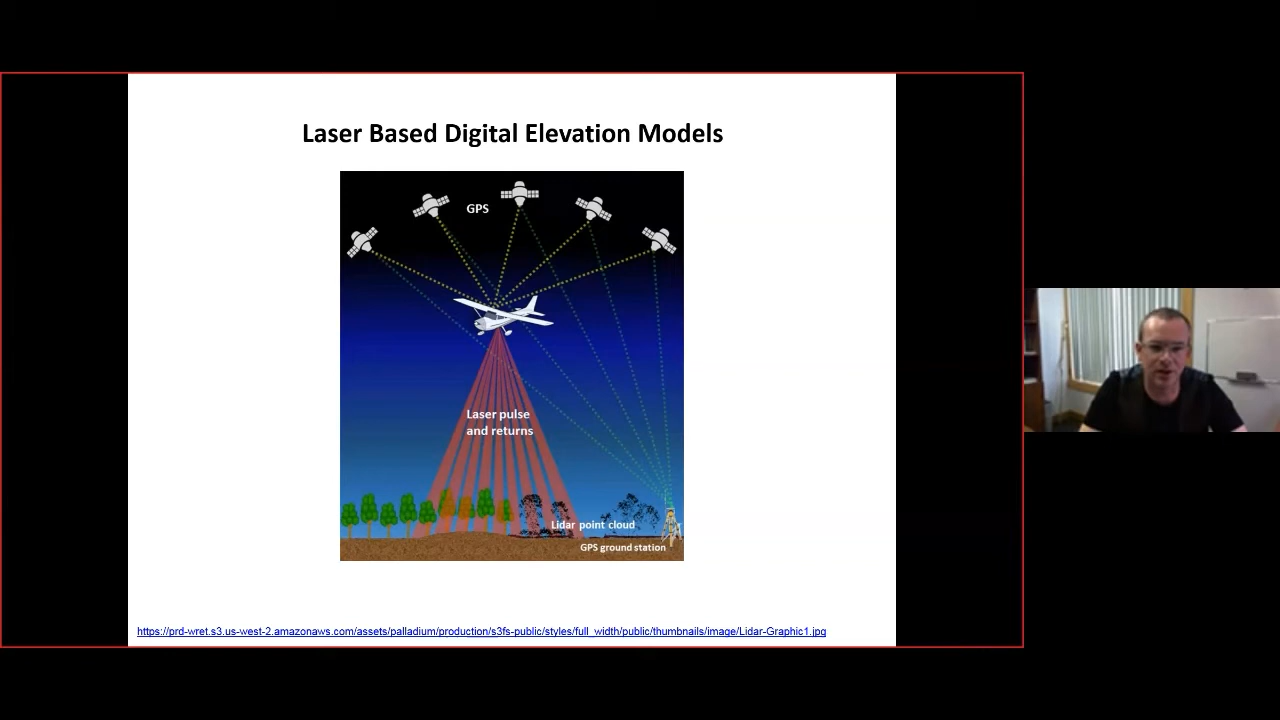 Laser Based Digital Elevation Models
GPS
Laser pulse
and returns
Lidar point cloud
GPS ground station
https://prd-wret.s3.us-west-2.amazonaws.com/assets/palladium/production/s3fs-public/styles/full_width/public/thumbnails/image/Lidar-Graphic1.jpg